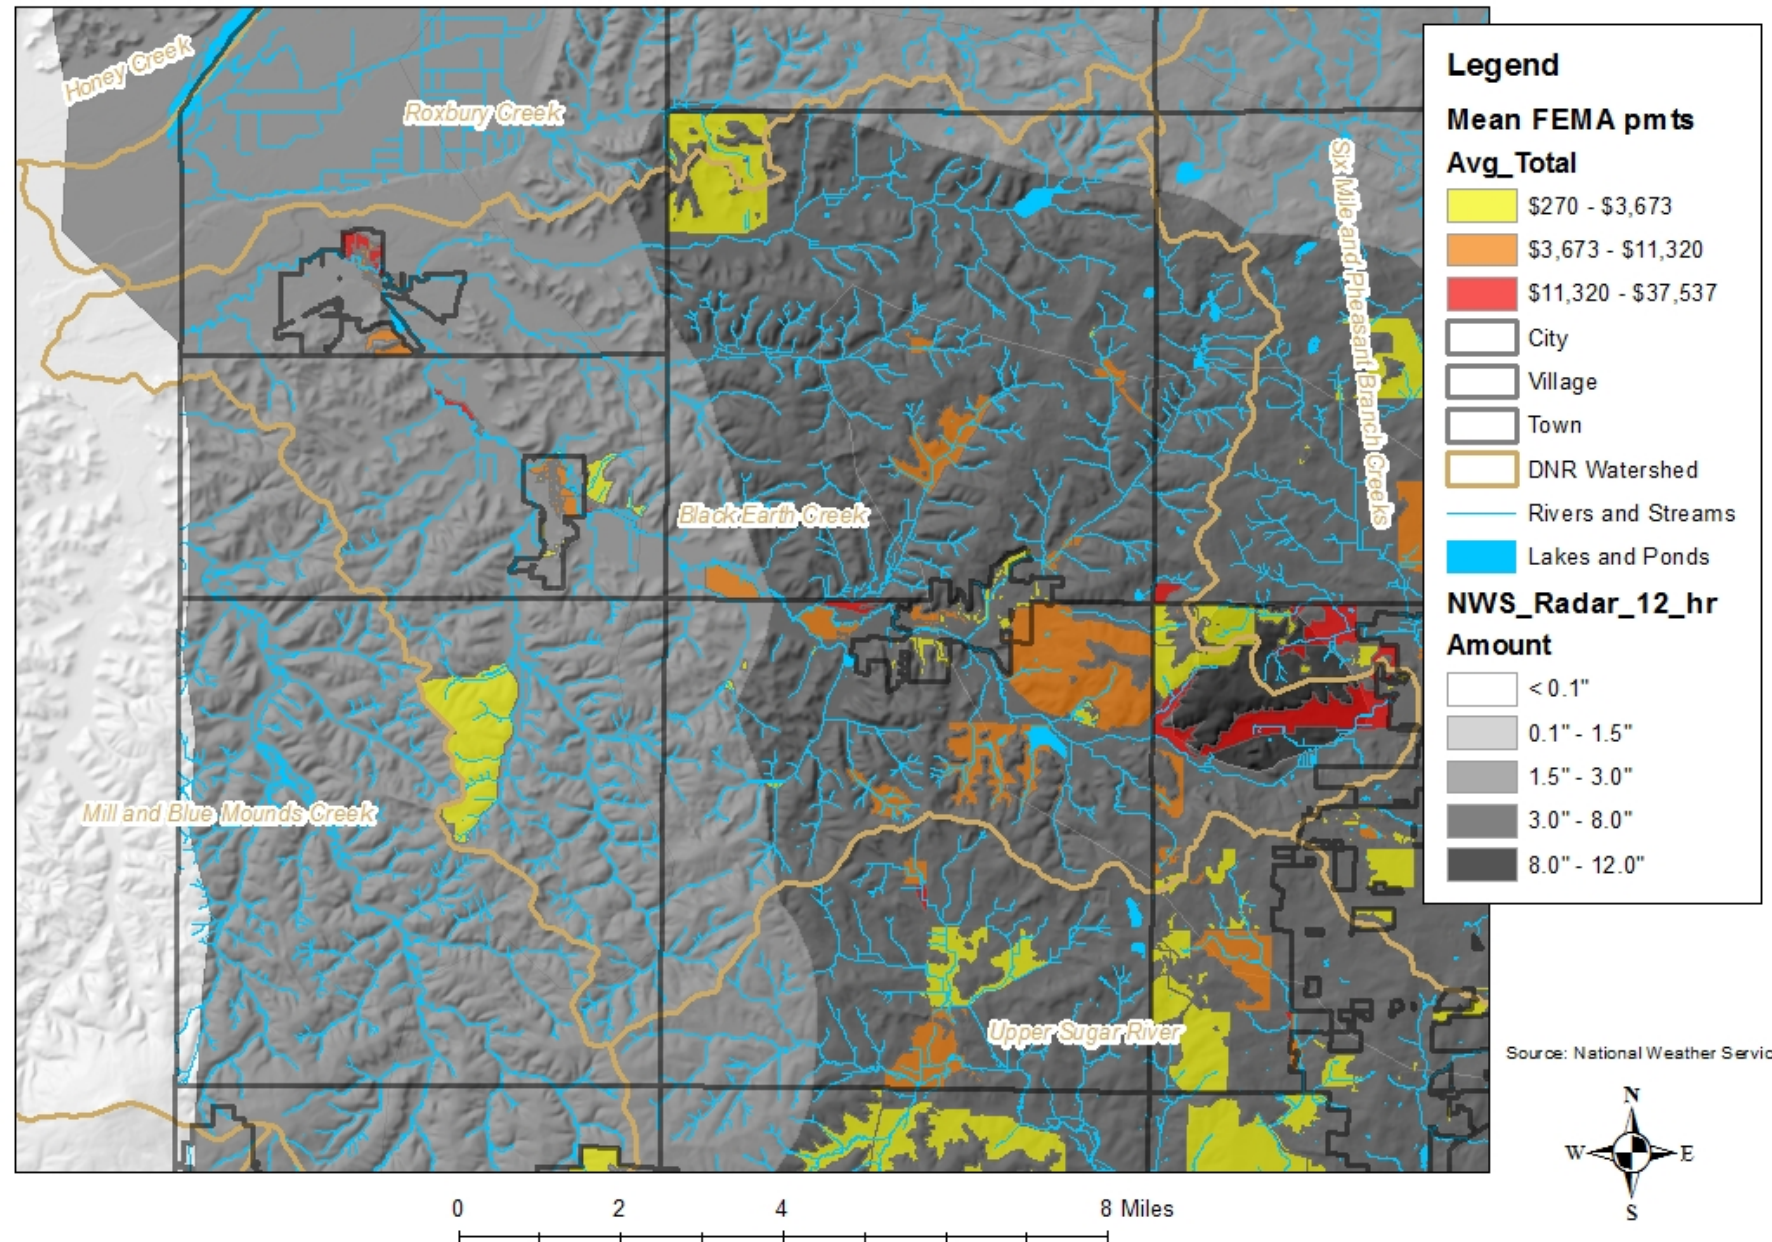 Honey Creek
Roxbury Creek
Six Mile and Pheasant Branch Creeks
Black Earth Creek
Mill and Blue Mounds Creek
Upper Sugar River
Legend
Mean FEMA pmts
Avg_Total
$270 - $3,673
$3,673 - $11,320
$11,320 - $37,537
City
Village
Town
DNR Watershed
Rivers and Streams
Lakes and Ponds
NWS_Radar_12_hr
Amount
< 0.1"
0.1" - 1.5"
1.5" - 3.0"
3.0" - 8.0"
8.0" - 12.0"
Source: National Weather Servic
N
W E
S
0 2 4 8 Miles